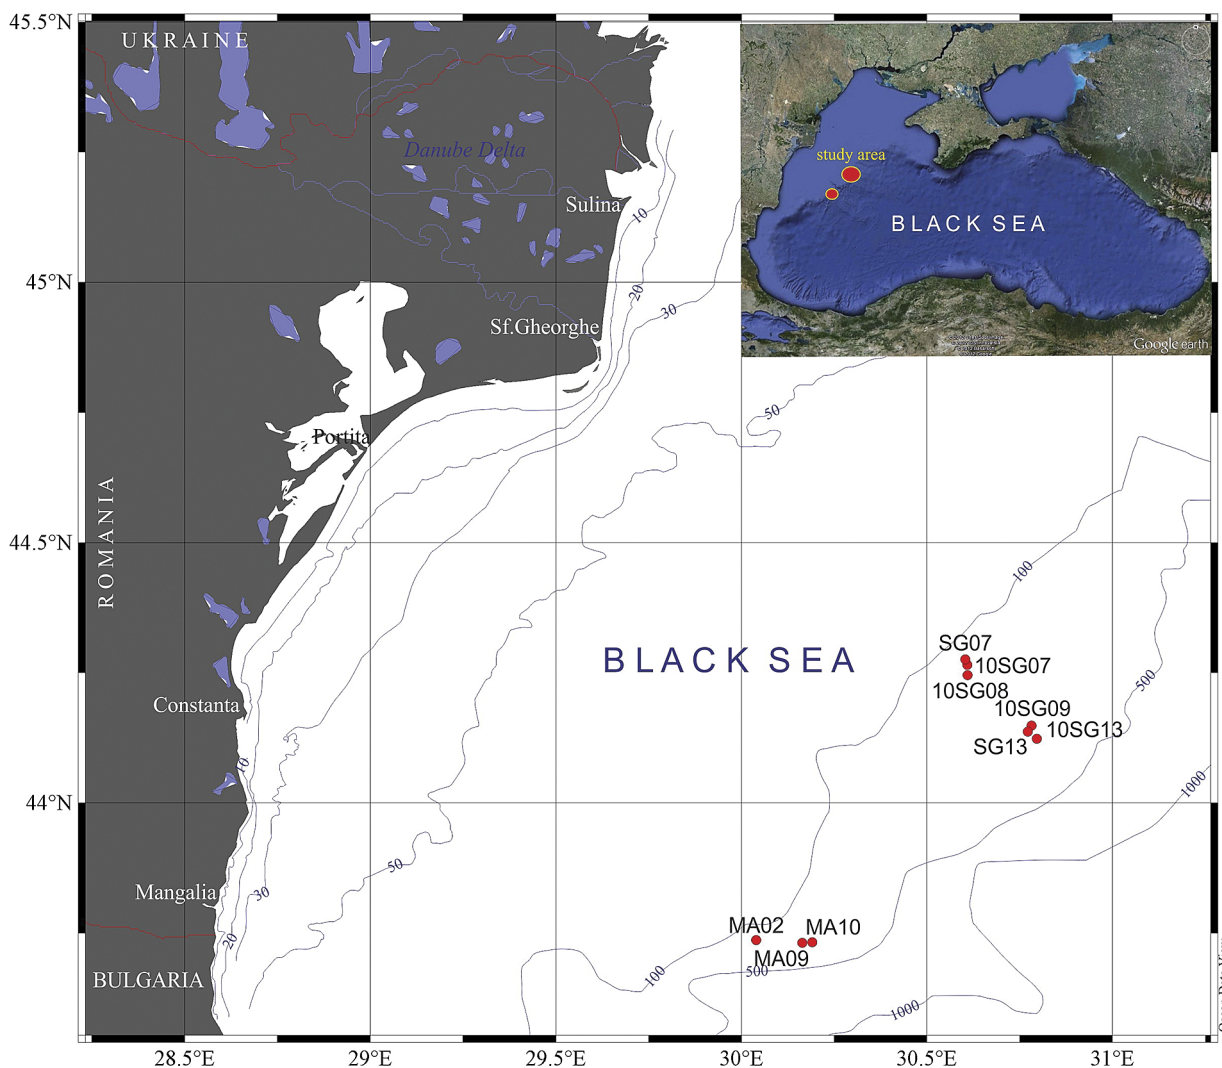 45.5°N
UKRAINE
Danube Delta
study area
Sulina
10
BLACK SEA
45°N
20
30
Sf.Gheorghe
Google earth
50
Portita
ROMANIA
44.5°N
100
SG07
BLACK SEA
10SG07
500
10SG08
Constanta
10SG09
10SG13
SG13
10
1000
44°N
50
Mangalia
30
MA02
MA10
20
MA09
100
500
BULGARIA
1000
28.5°E
29°E
29.5°E
30°E
30.5°E
31°E